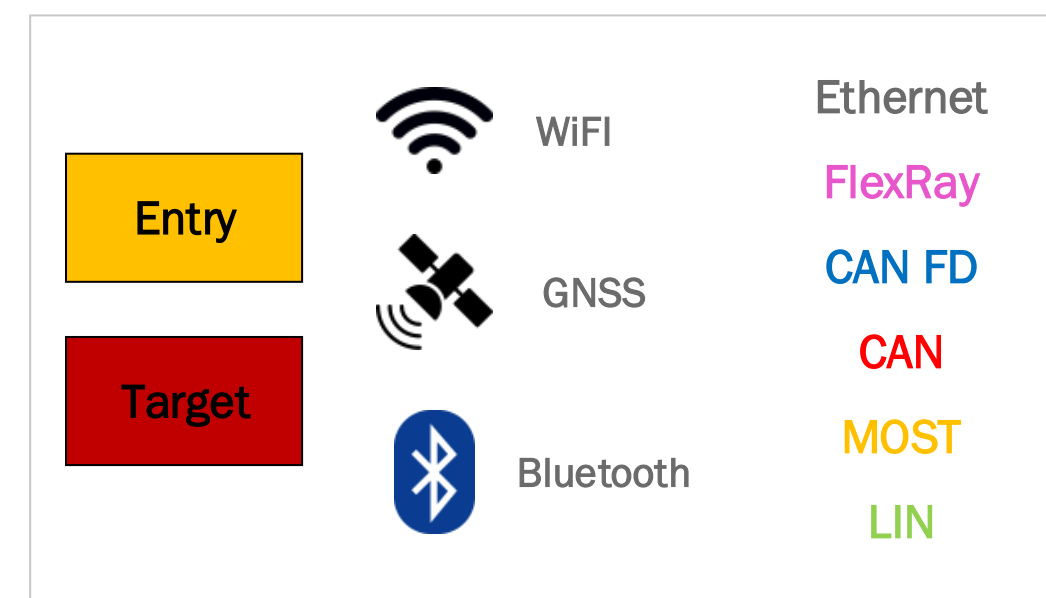 Entry
Target
WiFI
GNSS
Bluetooth
Ethernet
FlexRay
CAN FD
CAN
MOST
LIN